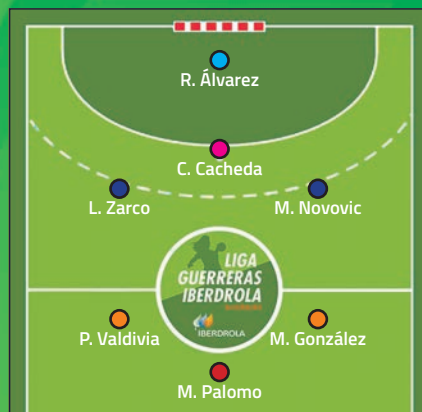 R. Álvarez
C. Cacheda
L. Zarco
M. Novovic
LIGA
GUERRERAS
IBERDROLA
IBERDROLA
P. Valdivia
M. González
M. Palomo